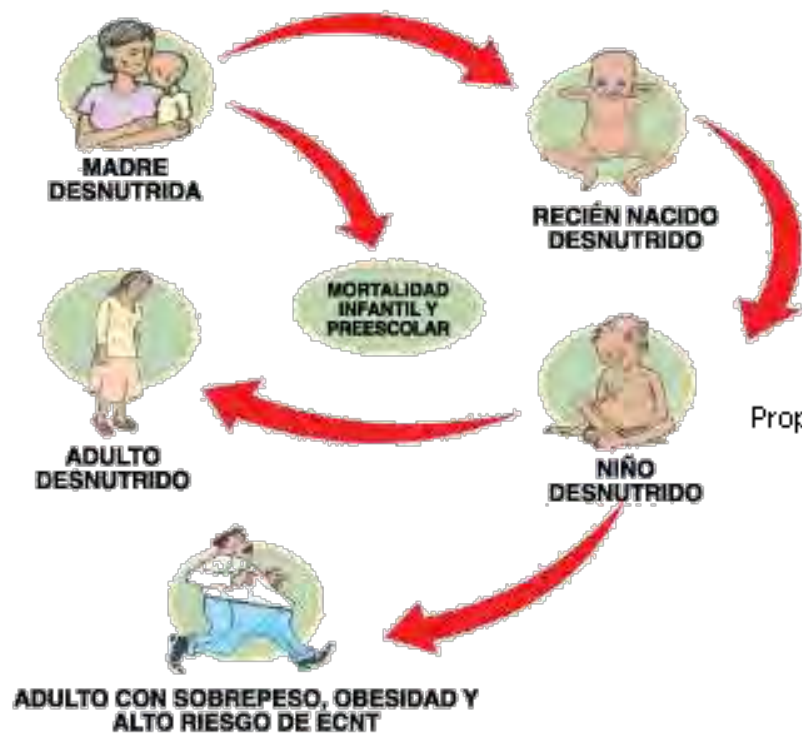 MADRE
DESNUTRIDA
RECIÉN NACIDO
DESNUTRIDO
MORTALIDAD
INFANTIL Y
PREESCOLAR
ADULTO
DESNUTRIDO
NIÑO
DESNUTRIDO
Prop
ADULTO CON SOBREPESO, OBESIDAD Y
ALTO RIESGO DE ECNT